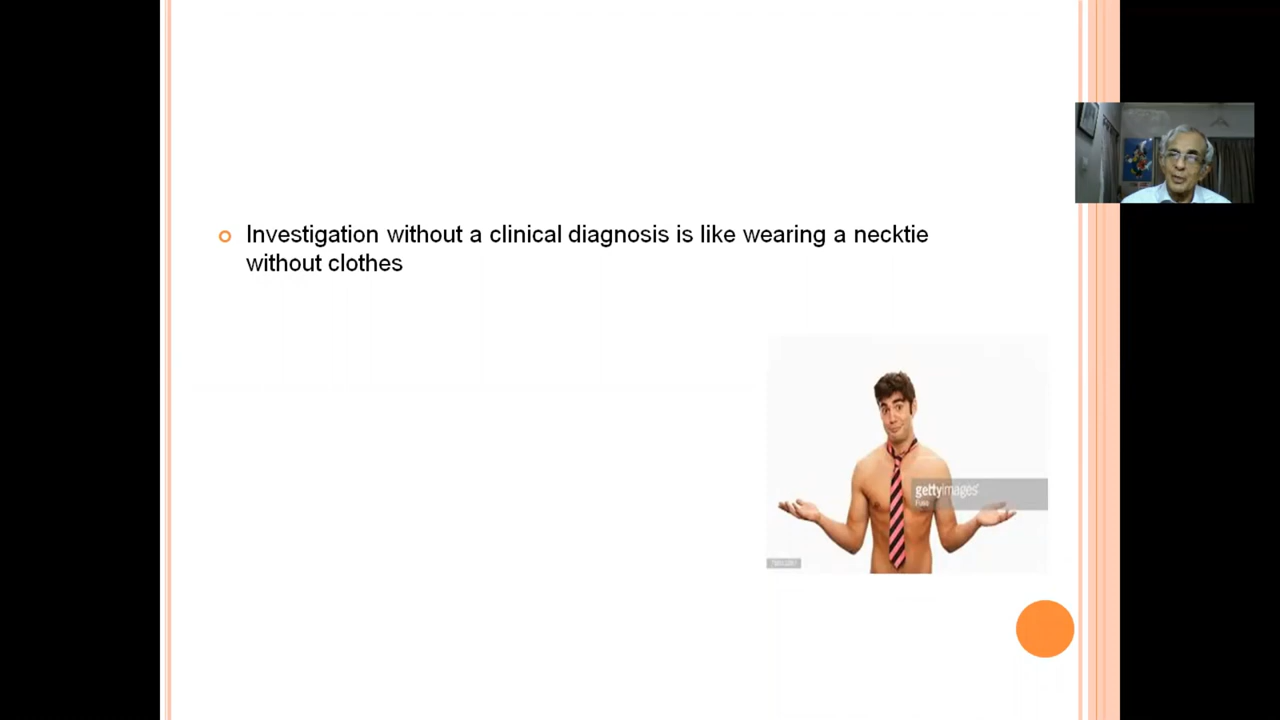 Investigation without a clinical diagnosis is like wearing a necktie
without clothes
gettyimages